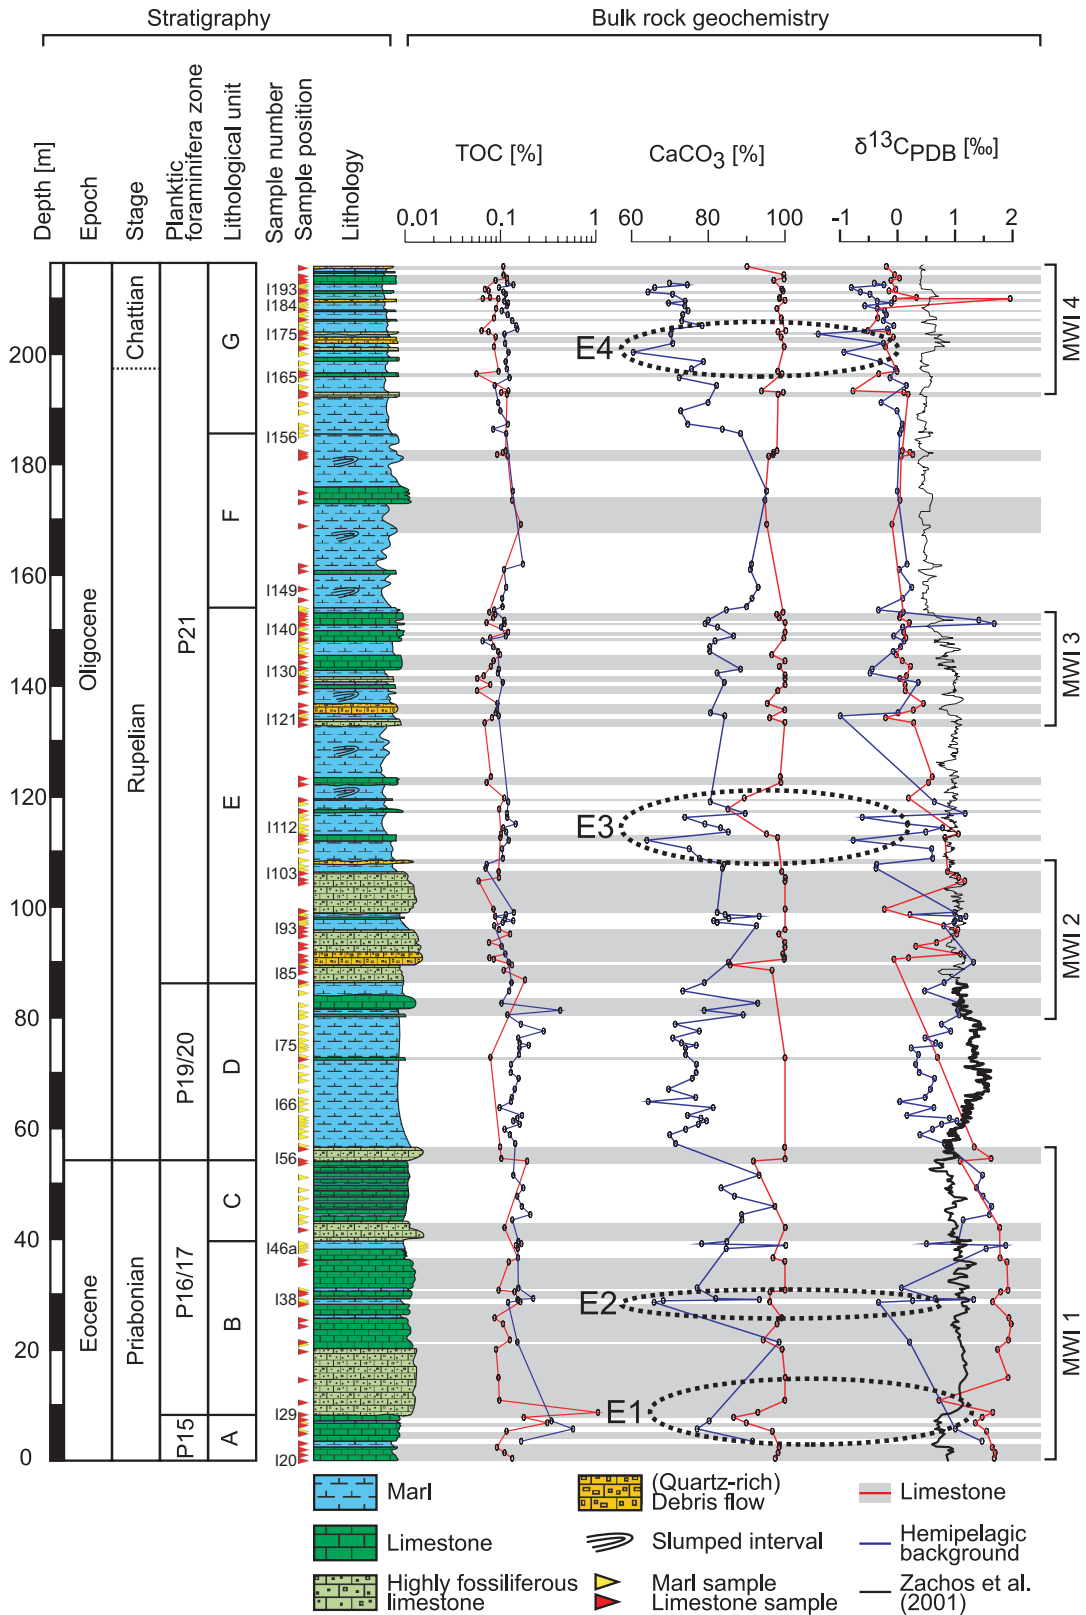 Stratigraphy
Bulk rock geochemistry
Depth [m]
Epoch
Stage
Planktic
foraminifera zone
Lithological unit
Sample number
Sample position
Lithology
TOC [%]
CaCO3 [%]
δ13CPDB [‰]
0.01 0.1 1
60 80 100
-1 0 1 2
200
180
160
140
120
100
80
60
40
20
0
Oligocene
Eocene
Chattian
Rupelian
Priabonian
P21
P19/20
P16/17
P15
G
F
E
D
C
B
A
I193
I184
I175
I165
I156
I149
I140
I130
I121
I112
I103
I93
I85
I75
I66
I56
I46a
I38
I29
I20
E4
E3
E2
E1
MWI 4
MWI 3
MWI 2
MWI 1
Marl
Limestone
Highly fossiliferous
limestone
(Quartz-rich)
Debris flow
Slumped interval
Marl sample
Limestone sample
Limestone
Hemipelagic
background
Zachos et al.
(2001)